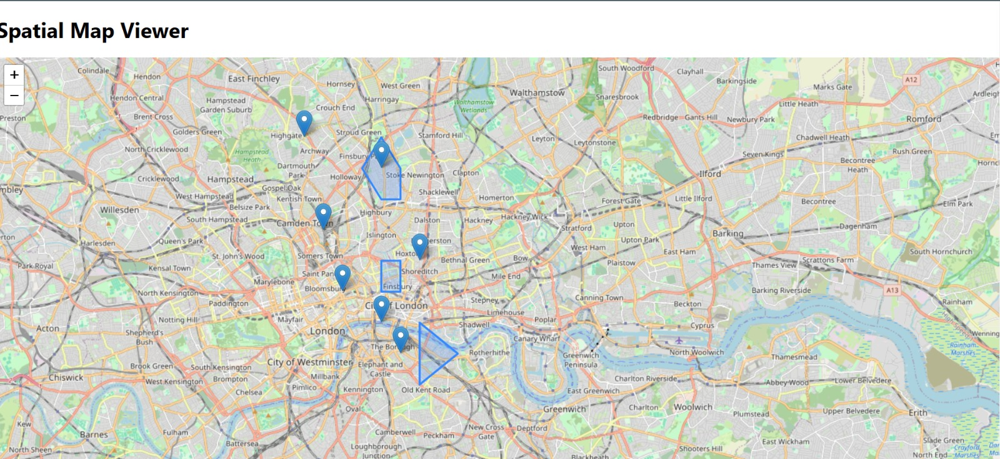 Spatial Map Viewer
+
−
Colindale
Hendon
East Finchley
Hornsey
West Green
South Woodford
Clayhall
Barkingside
Marks Gate
A12
Hendon Central
Hampstead
Garden Suburb
Harringay
Crouch End
Walthamstow
Walthamstow
Wetlands
Snaresbrook
Little Heath
Preston
Brent Cross
Golders Green
Highgate
Stroud Green
Stamford Hill
Leyton
Leytonstone
Redbridge
Gants Hill
Newbury Park
Romford
Chadwell Heath
North Cricklewood
Hampstead
Heath
Archway
Finsbury
Seven Kings
Rush Green
Becontree
Heath
Dartmouth
Park
Holloway
Stoke Newington
Clapton
Ilford
Cricklewood
Hampstead
Gospel Oak
Kentish Town
Shacklewell
Homerton
Forest Gate
Little Ilford
Becontree
Elm Park
West Hampstead
Belsize Park
Willesden
South Hampstead
Camden Town
Highbury
Dalston
Hackney
Hackney Wick
Stratford
Upton
Dagenham
Harlesden
Queen's Park
Islington
Upton Park
Barking
St. John's Wood
Somers Town
Bethnal Green
Bow
West Ham
East Ham
South Hornchurch
Park Royal
Kensal Town
Shoreditch
Plaistow
Scrattons Farm
Thames View
Marylebone
Bloomsbury
Finsbury
Mile End
North Kensington
Paddington
City of London
Stepney
Canning Town
Barking Riverside
A13
Rainham
Notting Hill
Mayfair
Limehouse
Poplar
Beckton
Acton
Shepherd's
Bush
London
Shadwell
Canary Wharf
Cyprus
The Borough
Rotherhithe
Greenwich
Peninsula
North Woolwich
Thamesmead
Rainham
Marshes
Brook Green
South Kensington
City of Westminster
Elephant and
Castle
Chiswick
West Kensington
Brompton
Millbank
Pimlico
Kennington
Old Kent Road
East Greenwich
Charlton Riverside
Abbey Wood
Lower Belvedere
Chelsea
Oval
Greenwich
Charlton
Woolwich
Plumstead
Upper Belvedere
Erith
Kew
Barnes
Fulham
Battersea
Camberwell
Peckham
New Cross
Gate
Deptford
East Wickham
Slade Green
North Sheen
Loughborough
Junction
Blackheath
Shooters Hill
North End
Crayford
Marshes